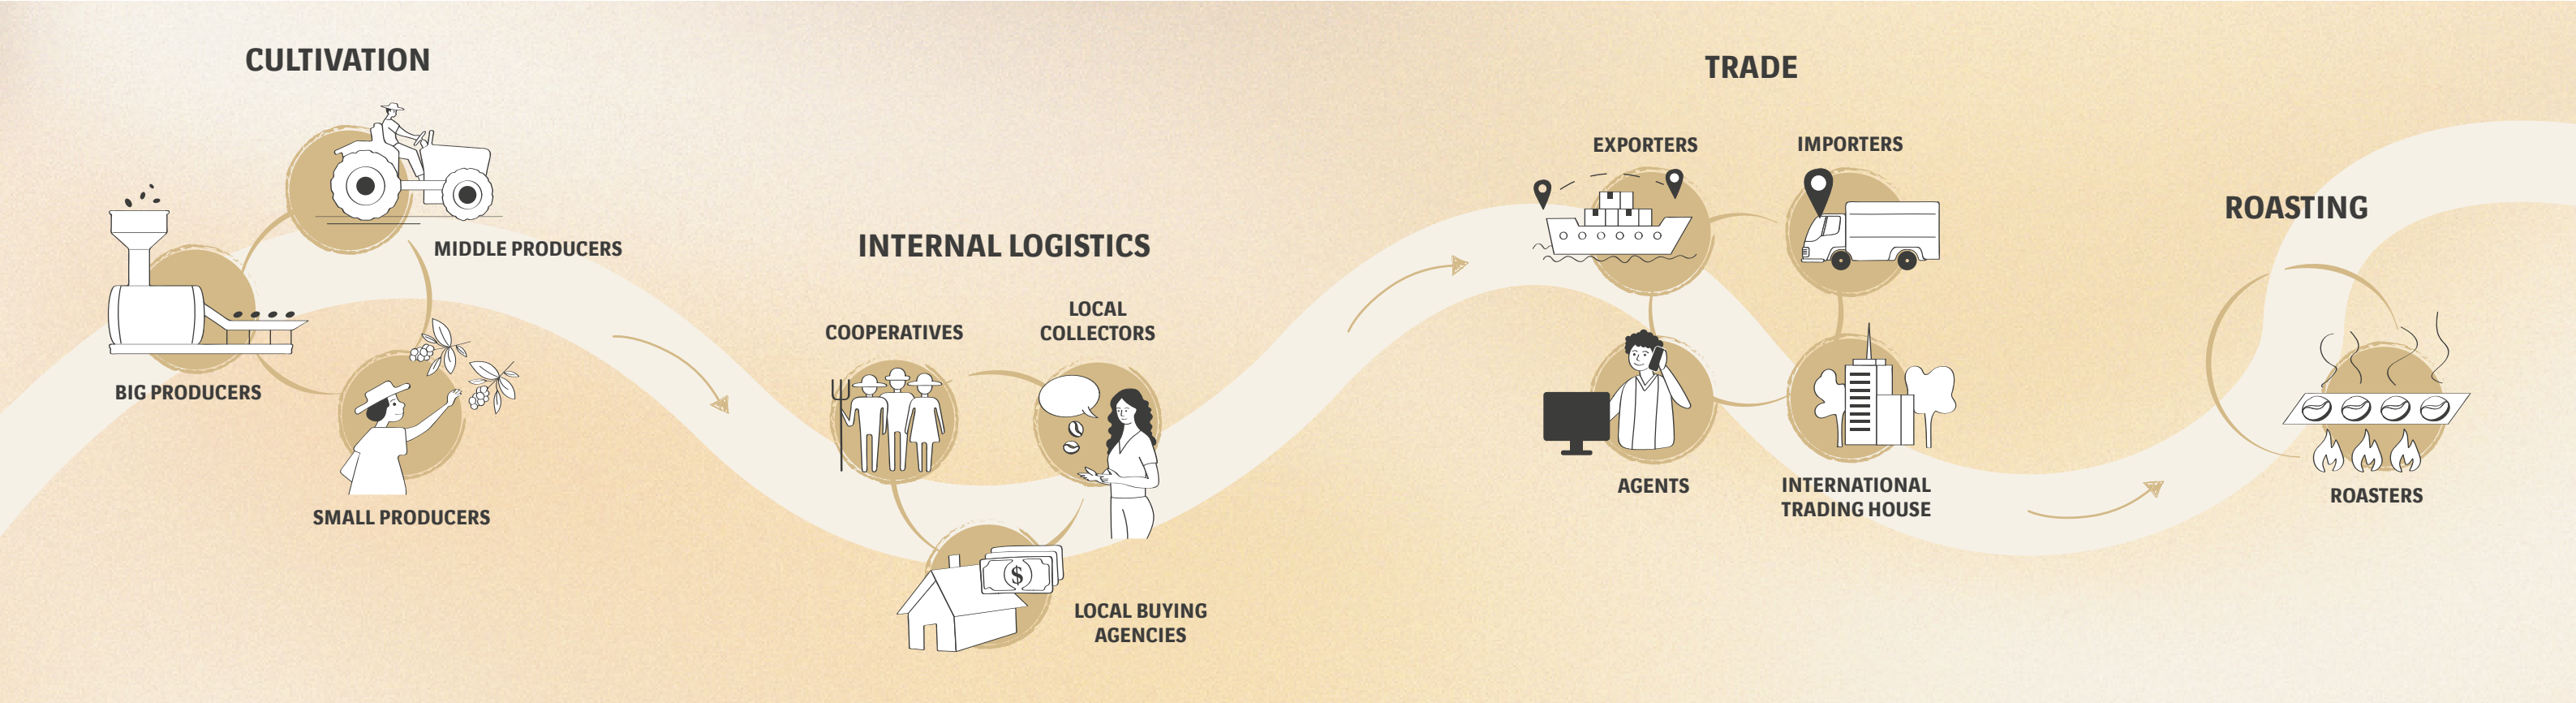 CULTIVATION
MIDDLE PRODUCERS
BIG PRODUCERS
SMALL PRODUCERS
INTERNAL LOGISTICS
COOPERATIVES
LOCAL
COLLECTORS
$
LOCAL BUYING
AGENCIES
TRADE
EXPORTERS
IMPORTERS
AGENTS
INTERNATIONAL
TRADING HOUSE
ROASTING
ROASTERS